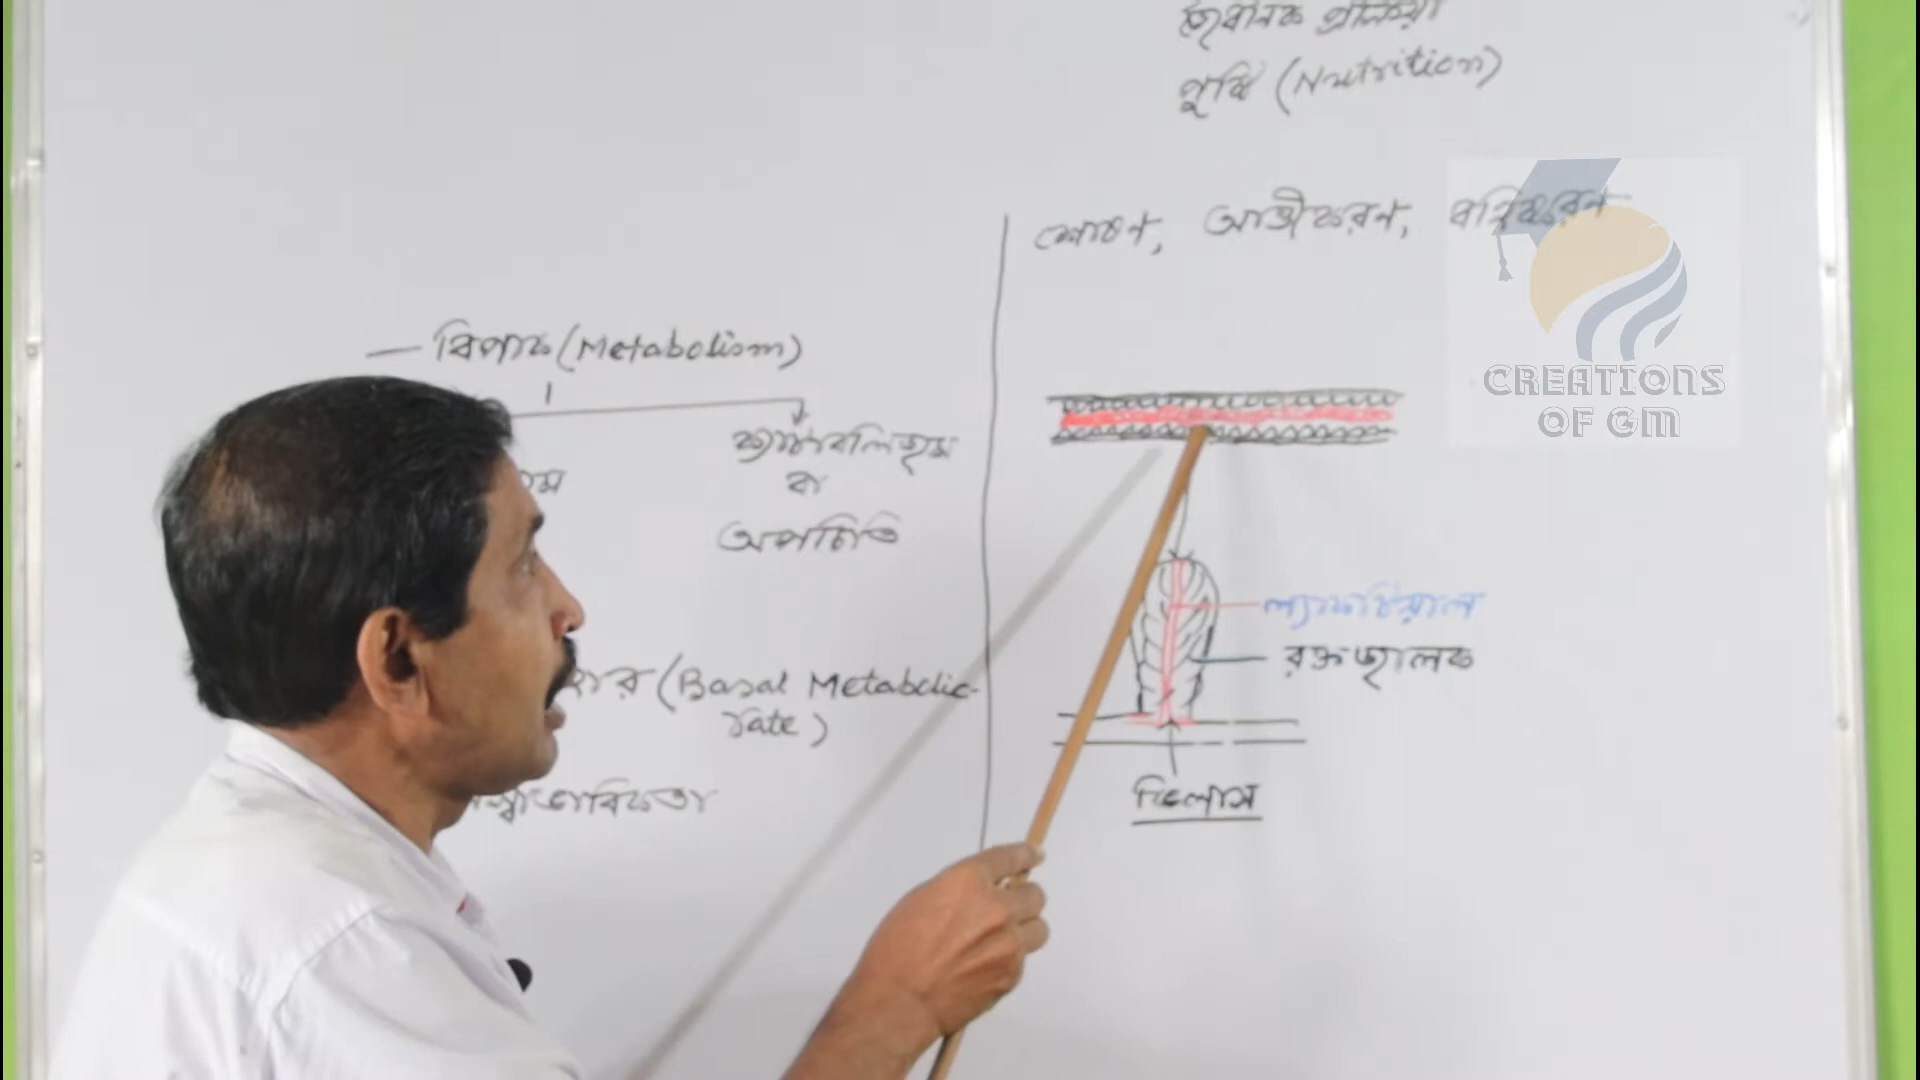 জৈবনিক প্রক্রিয়া
পুষ্টি (Nutrition)
শোষণ, আত্তীকরণ, বহিষ্করণ
— বিপাক (Metabolism)
ক্যাটাবলিজম
বা
অপচিতি
হার (Basal Metabolic-
rate)
ল্যাকটিয়াল
রক্তজালক
ভিলাস
CREATIONS
OF GM